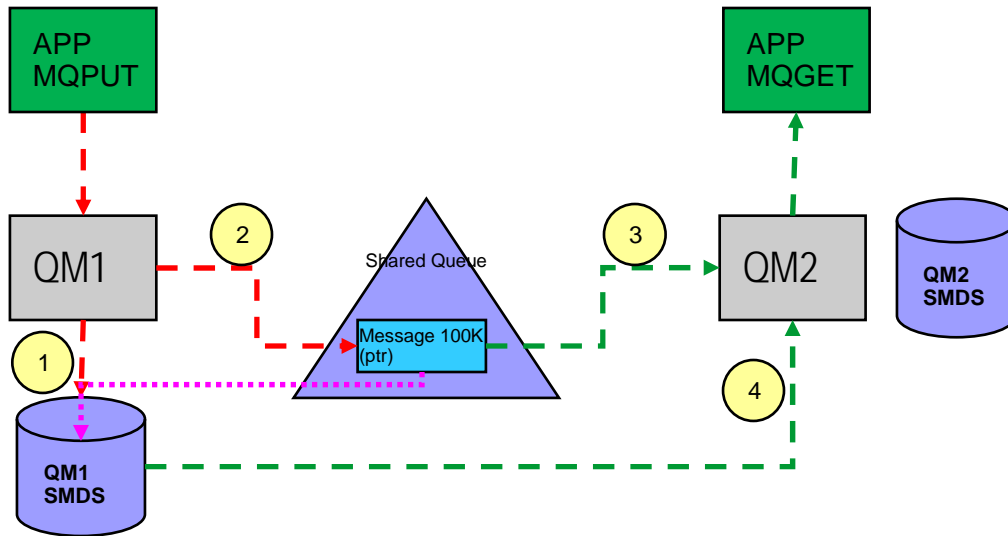 APP
MQPUT
APP
MQGET
2
3
QM1
Shared Queue
QM2
QM2
SMDS
Message 100K
(ptr)
1
4
QM1
SMDS